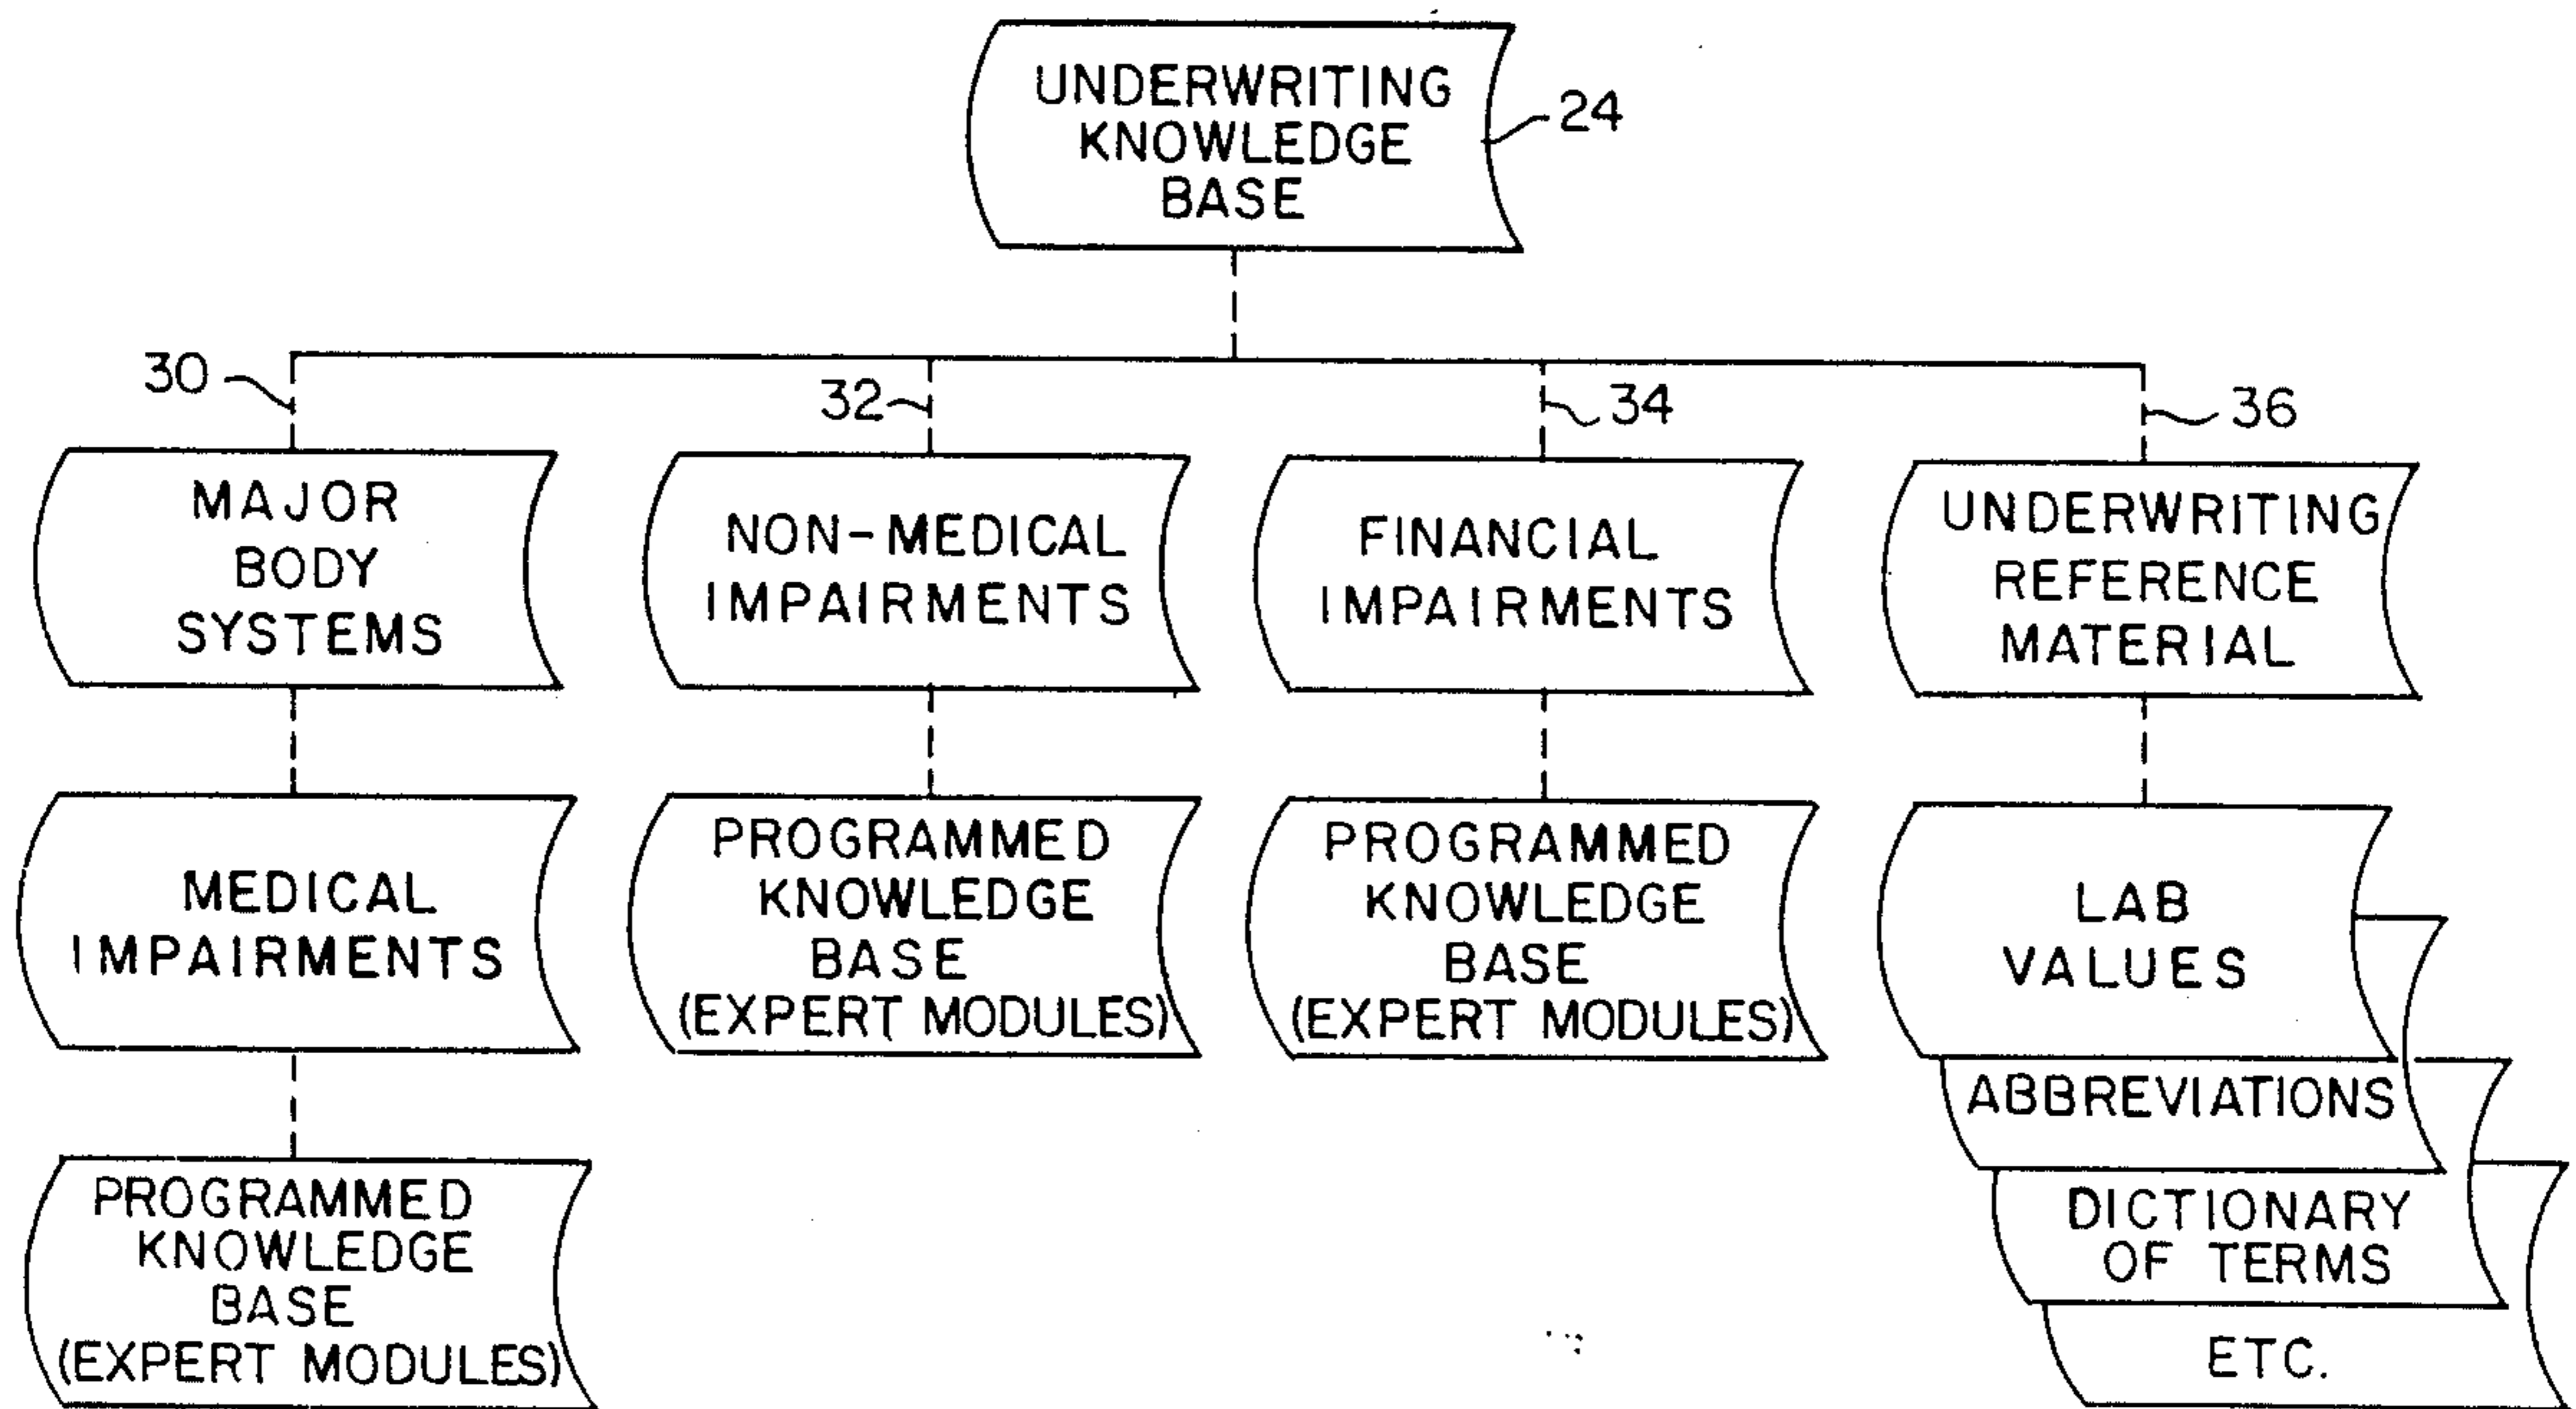 UNDERWRITING
KNOWLEDGE
BASE
24
30
32
34
36
MAJOR
BODY
SYSTEMS
NON-MEDICAL
IMPAIRMENTS
FINANCIAL
IMPAIRMENTS
UNDERWRITING
REFERENCE
MATERIAL
MEDICAL
IMPAIRMENTS
PROGRAMMED
KNOWLEDGE
BASE
(EXPERT MODULES)
PROGRAMMED
KNOWLEDGE
BASE
(EXPERT MODULES)
LAB
VALUES
ABBREVIATIONS
DICTIONARY
OF TERMS
ETC.
PROGRAMMED
KNOWLEDGE
BASE
(EXPERT MODULES)